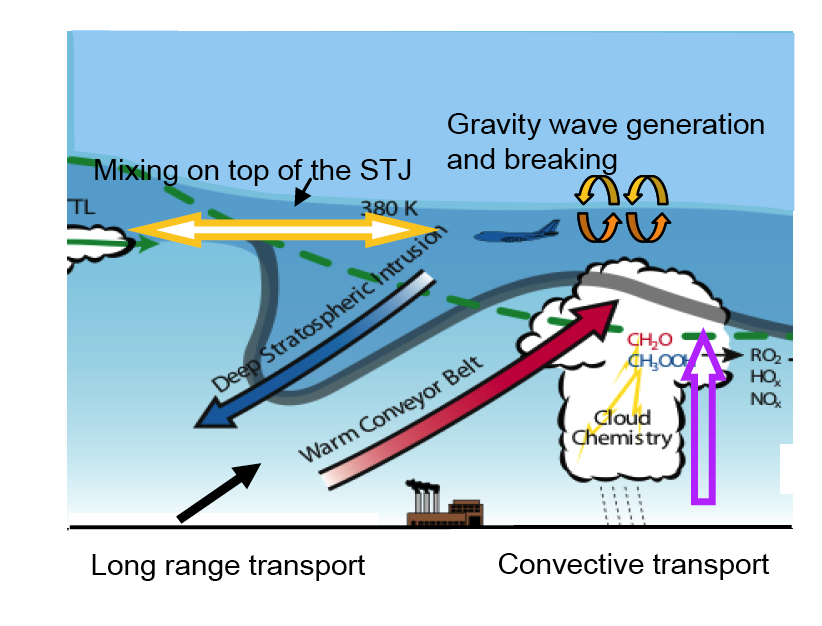 Gravity wave generation
and breaking
Mixing on top of the STJ
TL
380 K
Deep Stratospheric Intrusion
Warm Conveyor Belt
CH₂O
CH₃OOH
RO₂
HOₓ
NOₓ
Cloud
Chemistry
Long range transport
Convective transport